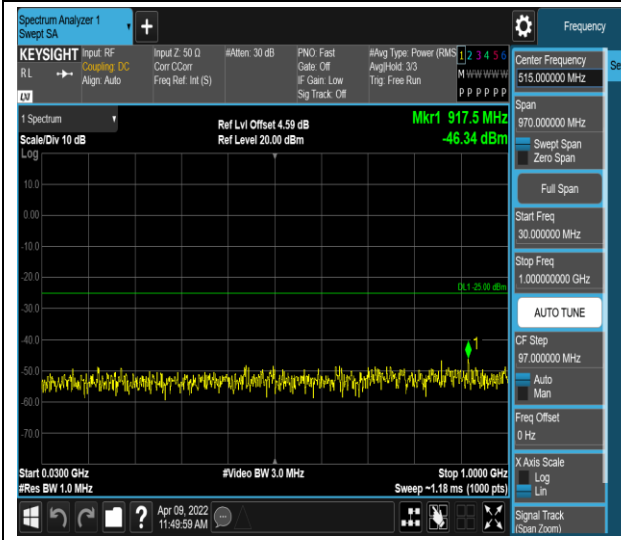 Spectrum Analyzer 1
Swept SA
Frequency
KEYSIGHT
RL
LXI
Input: RF
Coupling: DC
Align: Auto
Input Z: 50 Ω
Corr CCorr
Freq Ref: Int (S)
#Atten: 30 dB
PNO: Fast
Gate: Off
IF Gain: Low
Sig Track: Off
#Avg Type: Power (RMS
Avg|Hold: 3/3
Trig: Free Run
1 2 3 4 5 6
M W W W W W
P P P P P P
1 Spectrum
Scale/Div 10 dB
Log
Ref Lvl Offset 4.59 dB
Ref Level 20.00 dBm
Mkr1 917.5 MHz
-46.34 dBm
10.0
0.00
-10.0
-20.0
DL1 -25.00 dBm
-30.0
-40.0
1
-50.0
-60.0
-70.0
Start 0.0300 GHz
#Res BW 1.0 MHz
#Video BW 3.0 MHz
Stop 1.0000 GHz
Sweep ~1.18 ms (1000 pts)
Apr 09, 2022
11:49:59 AM
Center Frequency
515.000000 MHz
Se
Span
970.000000 MHz
Swept Span
Zero Span
Full Span
Start Freq
30.000000 MHz
Stop Freq
1.000000000 GHz
AUTO TUNE
CF Step
97.000000 MHz
Auto
Man
Freq Offset
0 Hz
X Axis Scale
Log
Lin
Signal Track
(Span Zoom)